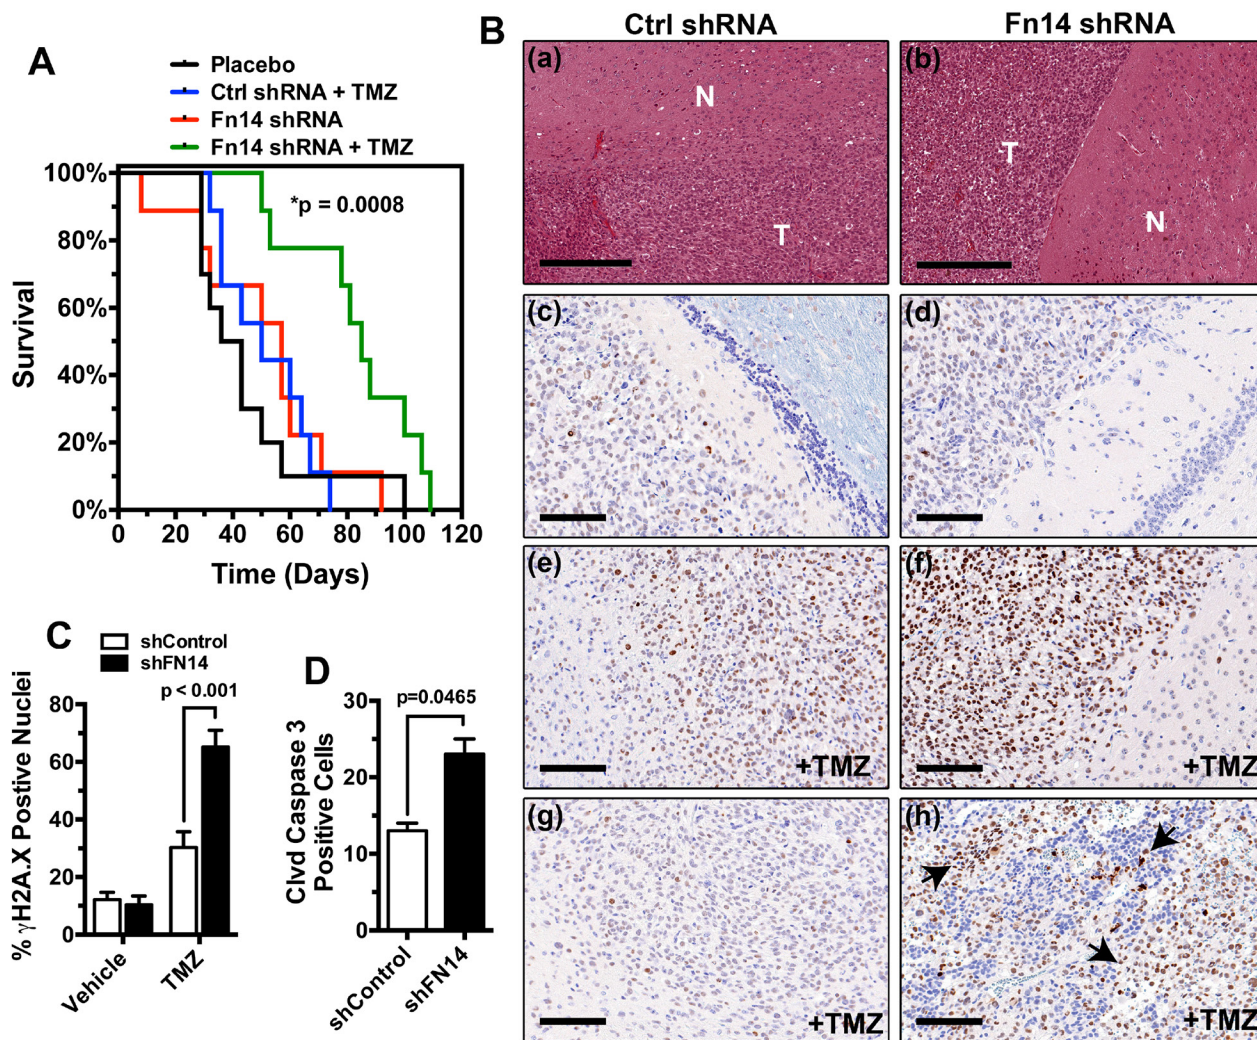 A
Placebo
Ctrl shRNA + TMZ
Fn14 shRNA
Fn14 shRNA + TMZ
*p = 0.0008
Survival
100%
80%
60%
40%
20%
0%
0 20 40 60 80 100 120
Time (Days)
B
Ctrl shRNA Fn14 shRNA
(a) N T
(b) T N
(c) (d)
(e) +TMZ
(f) +TMZ
(g) +TMZ
(h) +TMZ
C
shControl
shFN14
p < 0.001
% γH2A.X Postive Nuclei
80
60
40
20
0
Vehicle TMZ
D
p=0.0465
Clvd Caspase 3
Positive Cells
30
20
10
0
shControl shFN14